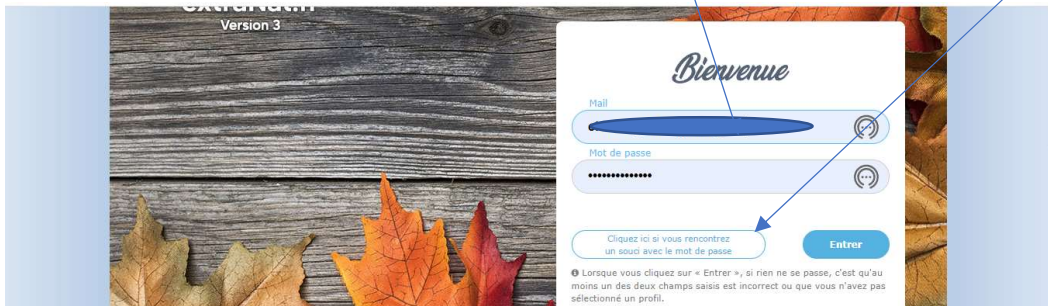 Version 3
Bienvenue
Mail
Mot de passe
••••••••••••••
Cliquez ici si vous rencontrez
un souci avec le mot de passe
Entrer
Lorsque vous cliquez sur « Entrer », si rien ne se passe, c'est qu'au
moins un des deux champs saisis est incorrect ou que vous n'avez pas
sélectionné un profil.